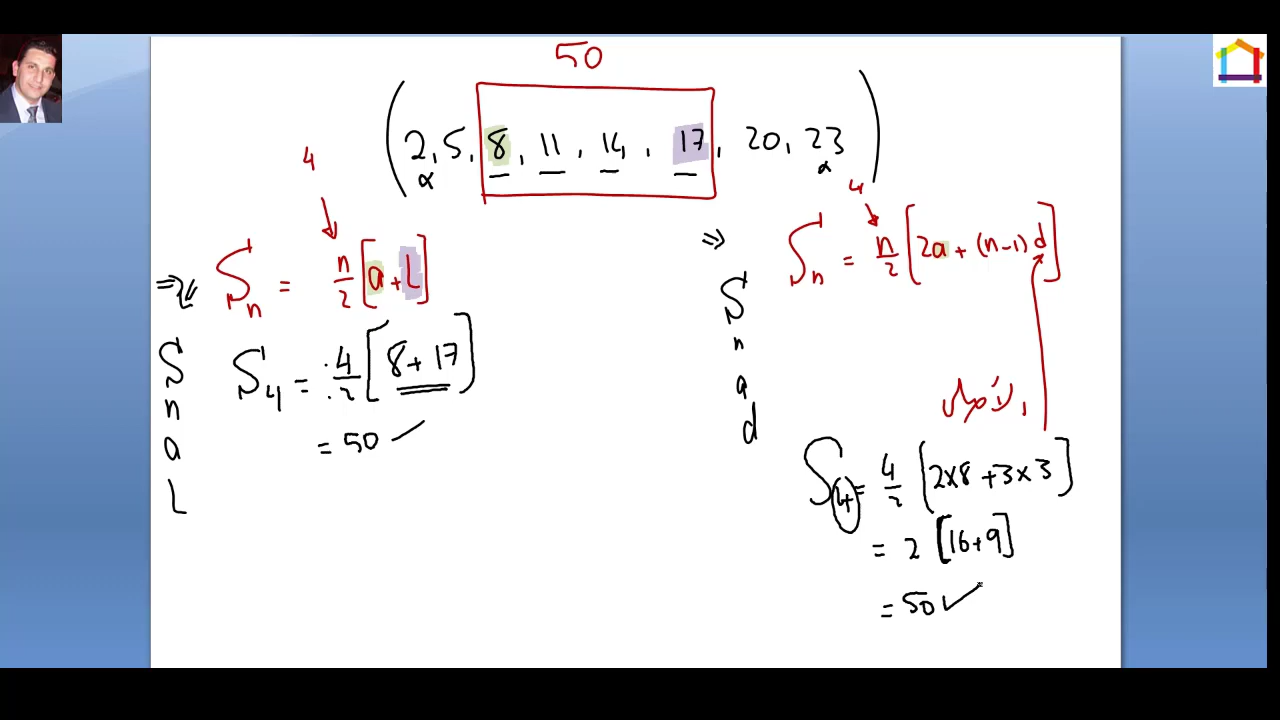 50
(2, 5, 8, 11, 14, 17, 20, 23)
α α
4
⇒ Sn = n/2 [a + L]
S
n
a
L
S4 = 4/2 [8 + 17]
= 50 ✓
⇒
4
Sn = n/2 [2a + (n-1) d]
S
n
a
d
S4 = 4/2 [2×8 + 3×3]
= 2 [16+9]
= 50 ✓